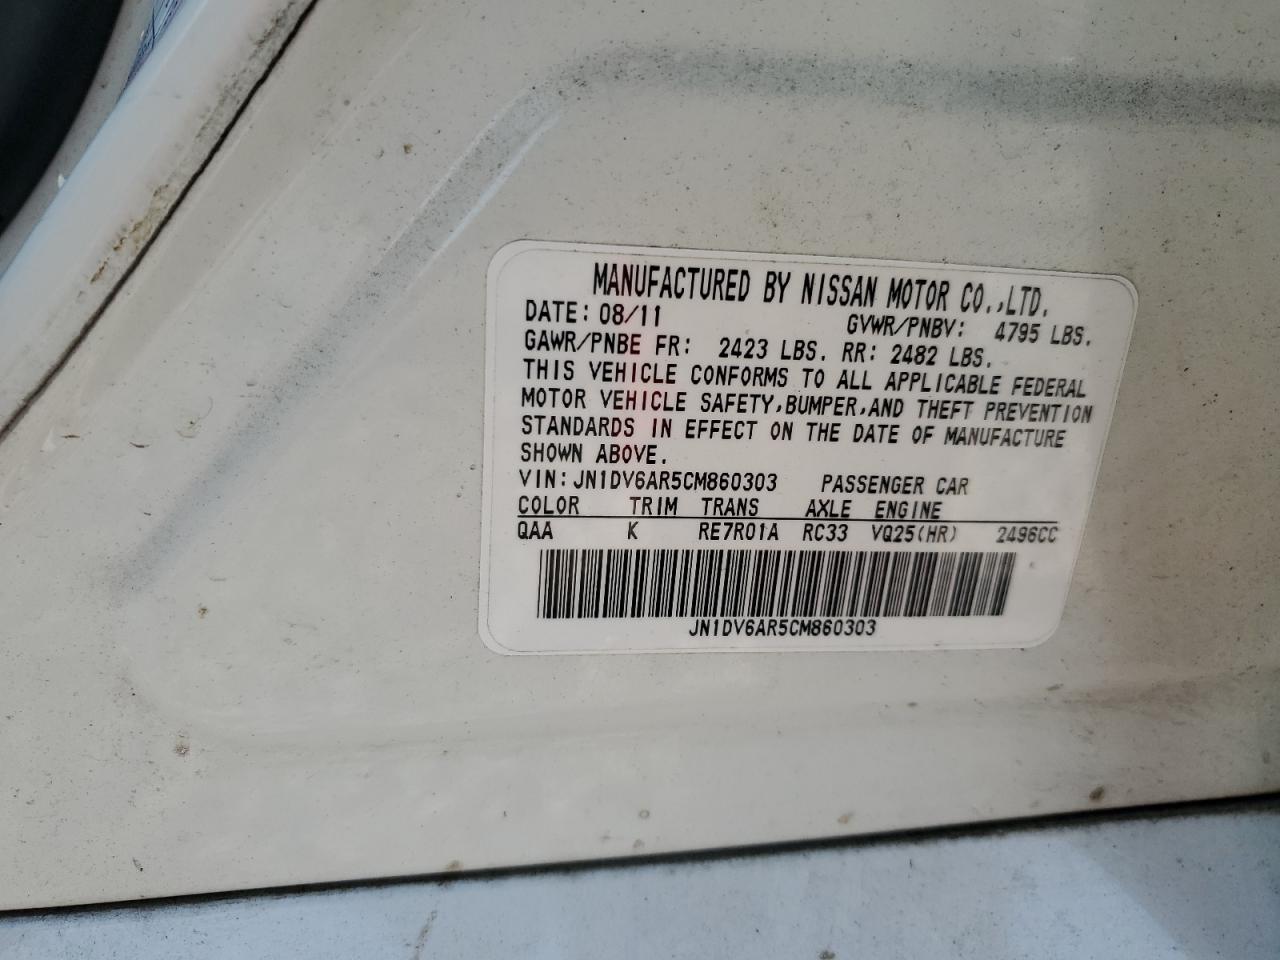 MANUFACTURED BY NISSAN MOTOR CO.,LTD.
DATE: 08/11 GVWR/PNBV: 4795 LBS.
GAWR/PNBE FR: 2423 LBS. RR: 2482 LBS.
THIS VEHICLE CONFORMS TO ALL APPLICABLE FEDERAL
MOTOR VEHICLE SAFETY,BUMPER,AND THEFT PREVENTION
STANDARDS IN EFFECT ON THE DATE OF MANUFACTURE
SHOWN ABOVE.
VIN: JN1DV6AR5CM860303 PASSENGER CAR
COLOR TRIM TRANS AXLE ENGINE
QAA K RE7R01A RC33 VQ25(HR) 2496CC
JN1DV6AR5CM860303